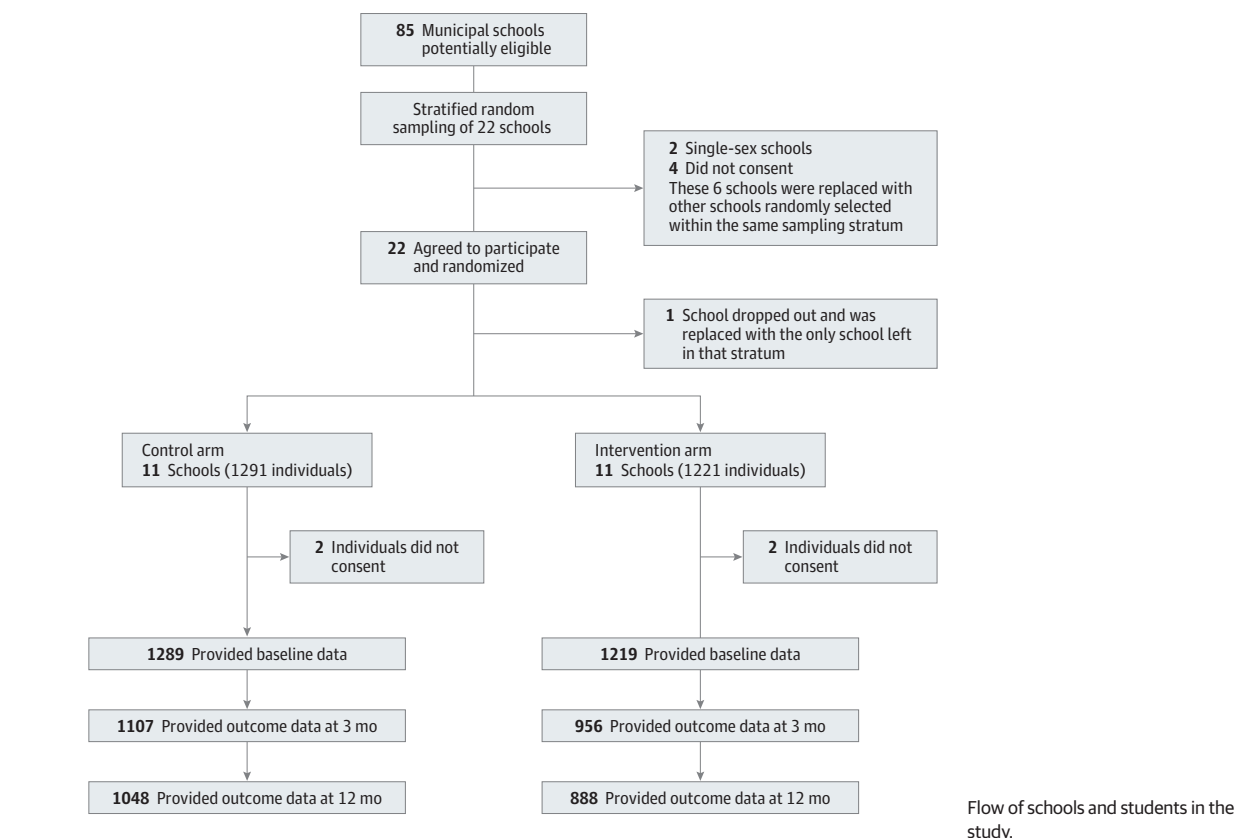 85 Municipal schools
potentially eligible
Stratified random
sampling of 22 schools
2 Single-sex schools
4 Did not consent
These 6 schools were replaced with
other schools randomly selected
within the same sampling stratum
22 Agreed to participate
and randomized
1 School dropped out and was
replaced with the only school left
in that stratum
Control arm
11 Schools (1291 individuals)
Intervention arm
11 Schools (1221 individuals)
2 Individuals did not
consent
2 Individuals did not
consent
1289 Provided baseline data
1219 Provided baseline data
1107 Provided outcome data at 3 mo
956 Provided outcome data at 3 mo
1048 Provided outcome data at 12 mo
888 Provided outcome data at 12 mo
Flow of schools and students in the
study.